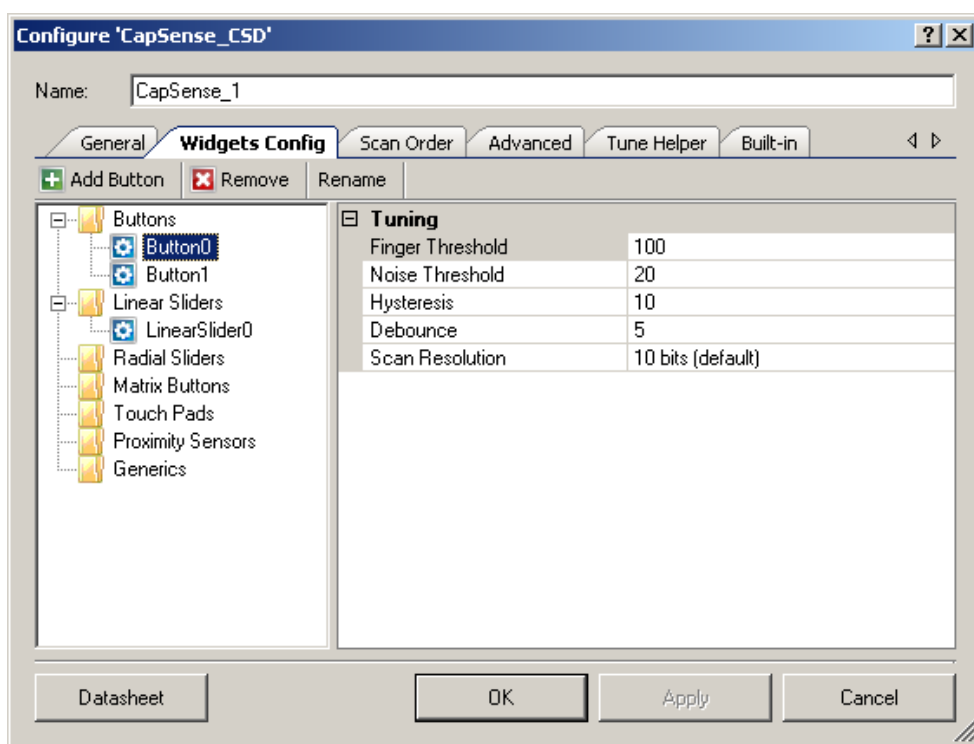 Configure 'CapSense_CSD'
Name: CapSense_1
General Widgets Config Scan Order Advanced Tune Helper Built-in
Add Button Remove Rename
Buttons
Button0
Button1
Linear Sliders
LinearSlider0
Radial Sliders
Matrix Buttons
Touch Pads
Proximity Sensors
Generics
Tuning
Finger Threshold 100
Noise Threshold 20
Hysteresis 10
Debounce 5
Scan Resolution 10 bits (default)
Datasheet OK Apply Cancel